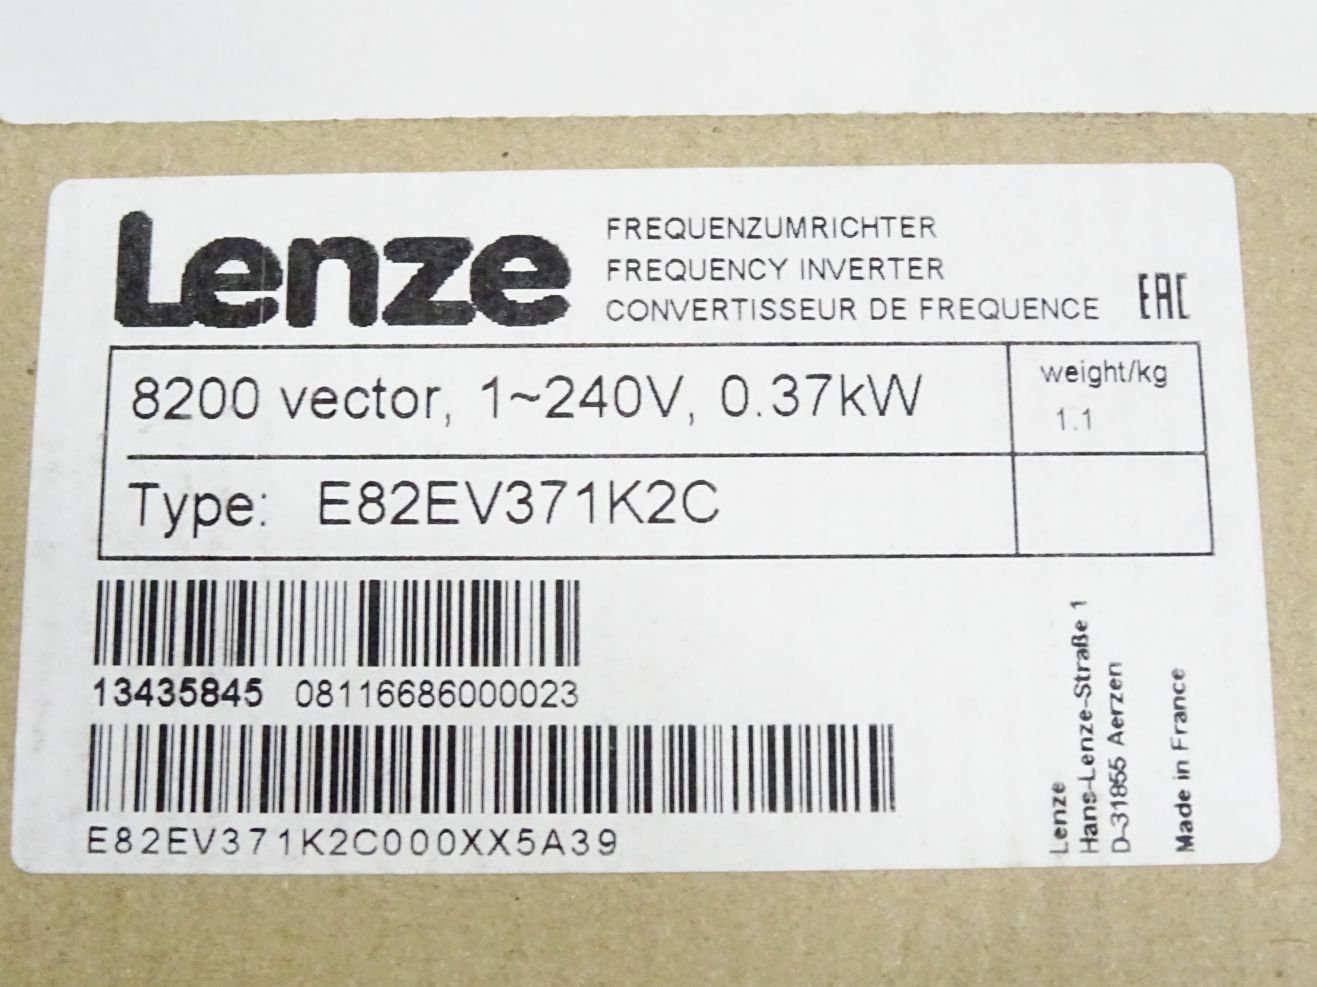 Lenze
FREQUENZUMRICHTER
FREQUENCY INVERTER
CONVERTISSEUR DE FREQUENCE
EAC
8200 vector, 1~240V, 0.37kW
weight/kg
1.1
Type: E82EV371K2C
13435845 08116686000023
E82EV371K2C000XX5A39
Lenze
Hans-Lenze-Straße 1
D-31855 Aerzen
Made in France